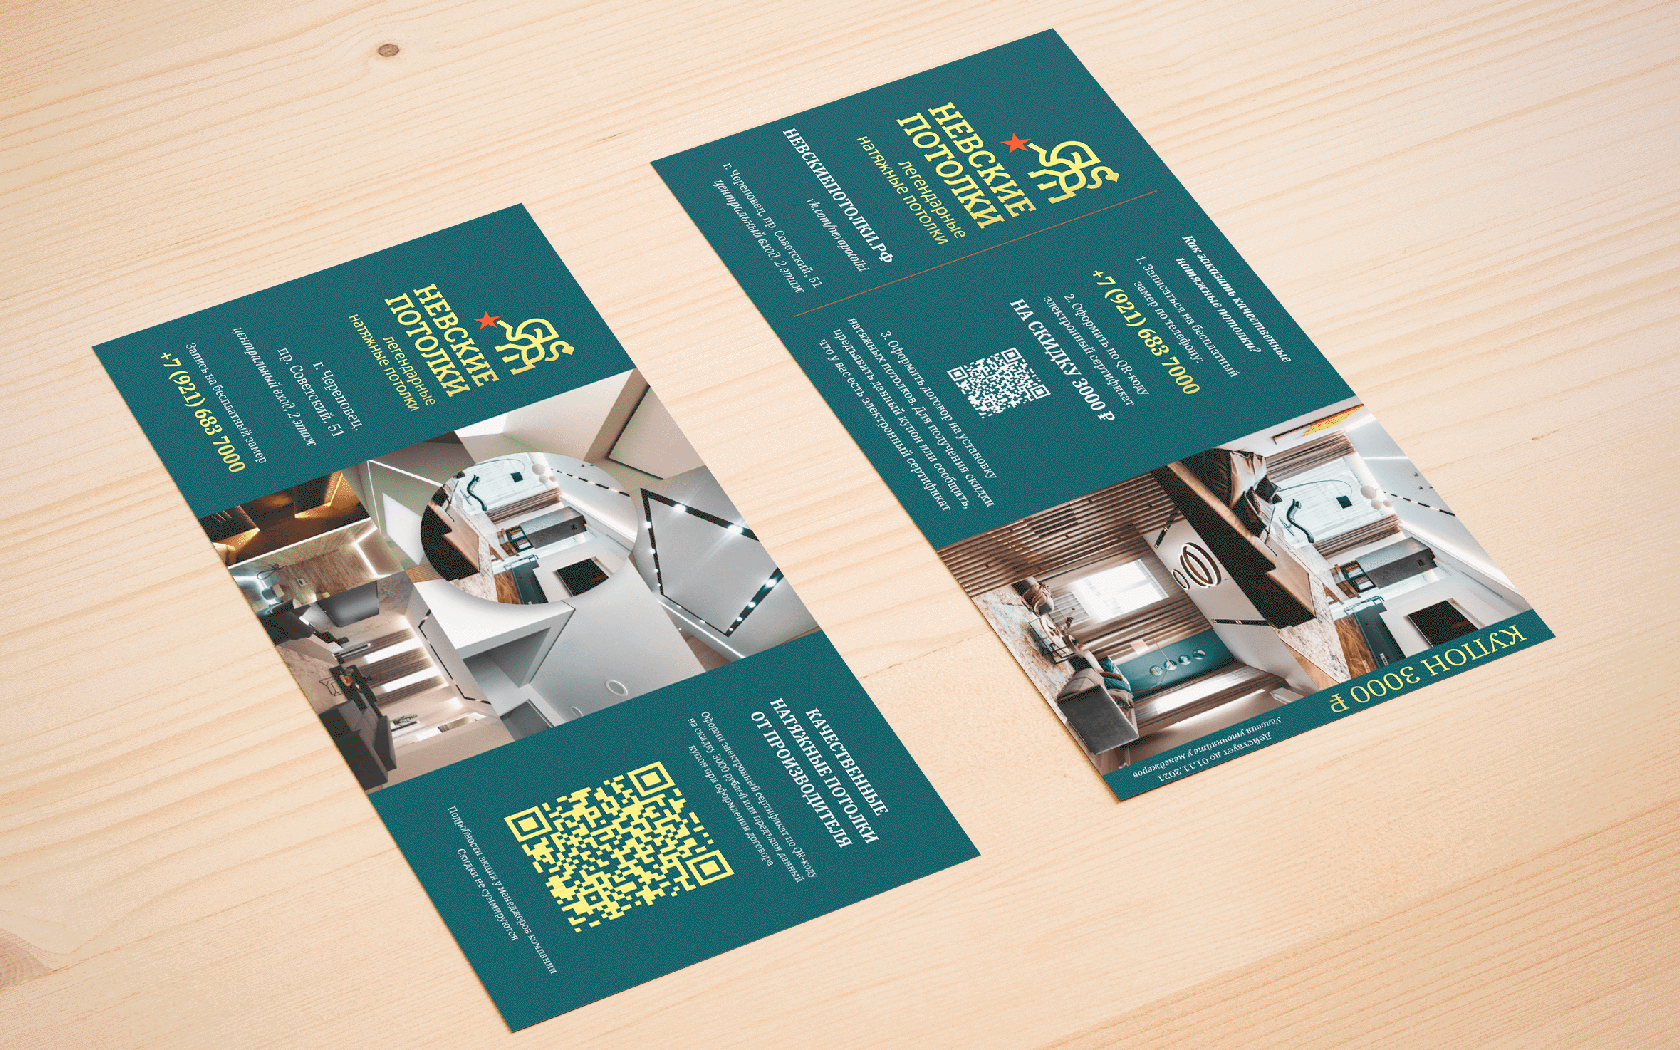 НЕВСКИЕ
ПОТОЛКИ
легендарные
натяжные потолки
г. Череповец,
пр. Советский, 51
центральный вход, 2 этаж
Запись на бесплатный замер
+7 (921) 683 7000
КАЧЕСТВЕННЫЕ
НАТЯЖНЫЕ ПОТОЛКИ
ОТ ПРОИЗВОДИТЕЛЯ
Оформи электронный сертификат по QR-коду
на скидку 3000 рублей или предъяви данный
купон при оформлении договора
Подробности акции у менеджеров компании
Скидки не суммируются
НЕВСКИЕ
ПОТОЛКИ
легендарные
натяжные потолки
НЕВСКИЕПОТОЛКИ.РФ
г. Череповец, пр. Советский, 51
центральный вход, 2 этаж
Как заказать качественные
натяжные потолки?
1. Записаться на бесплатный
замер по телефону:
+7 (921) 683 7000
2. Оформить по QR-коду
электронный сертификат
НА СКИДКУ 3000 ₽
3. Оформить договор на установку
натяжных потолков. Для получения скидки
предъявить данный купон или сообщить,
что у вас есть электронный сертификат
КУПОН 3000 ₽
Действует до 01.11.2021
Условия уточняйте у менеджеров